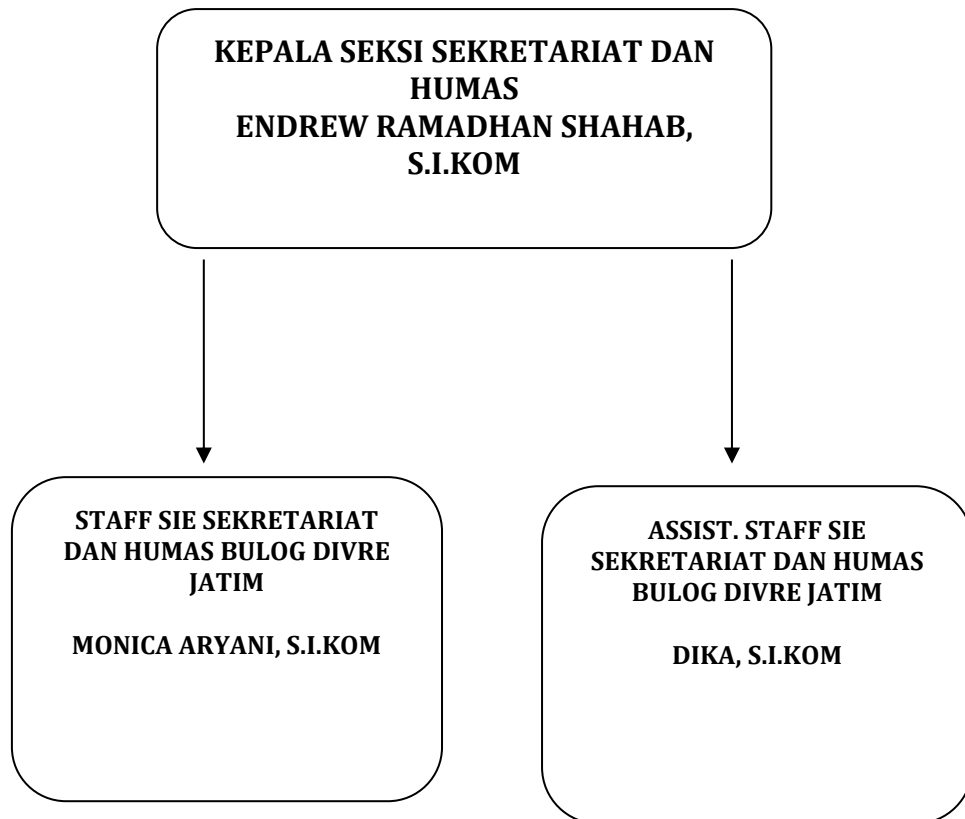 KEPALA SEKSI SEKRETARIAT DAN
HUMAS
ENDREW RAMADHAN SHAHAB,
S.I.KOM
STAFF SIE SEKRETARIAT
DAN HUMAS BULOG DIVRE
JATIM
MONICA ARYANI, S.I.KOM
ASSIST. STAFF SIE
SEKRETARIAT DAN HUMAS
BULOG DIVRE JATIM
DIKA, S.I.KOM